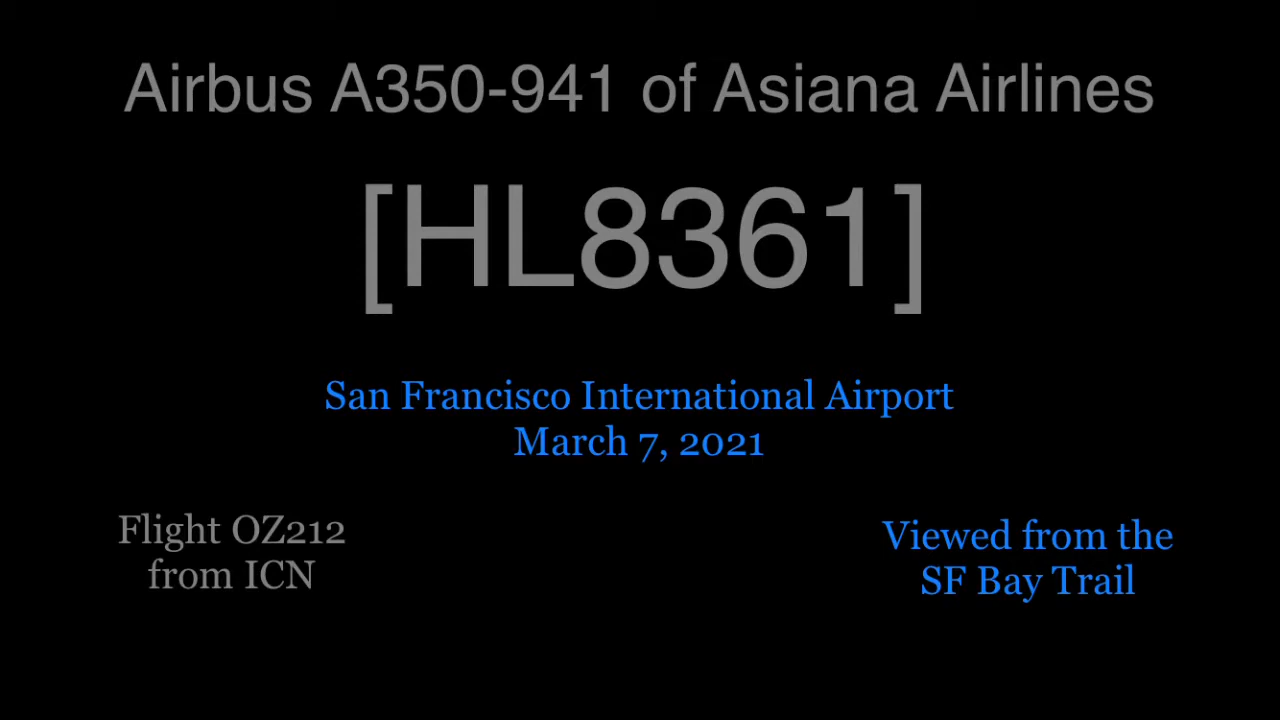 Airbus A350-941 of Asiana Airlines
[HL8361]
San Francisco International Airport
March 7, 2021
Flight OZ212
from ICN
Viewed from the
SF Bay Trail